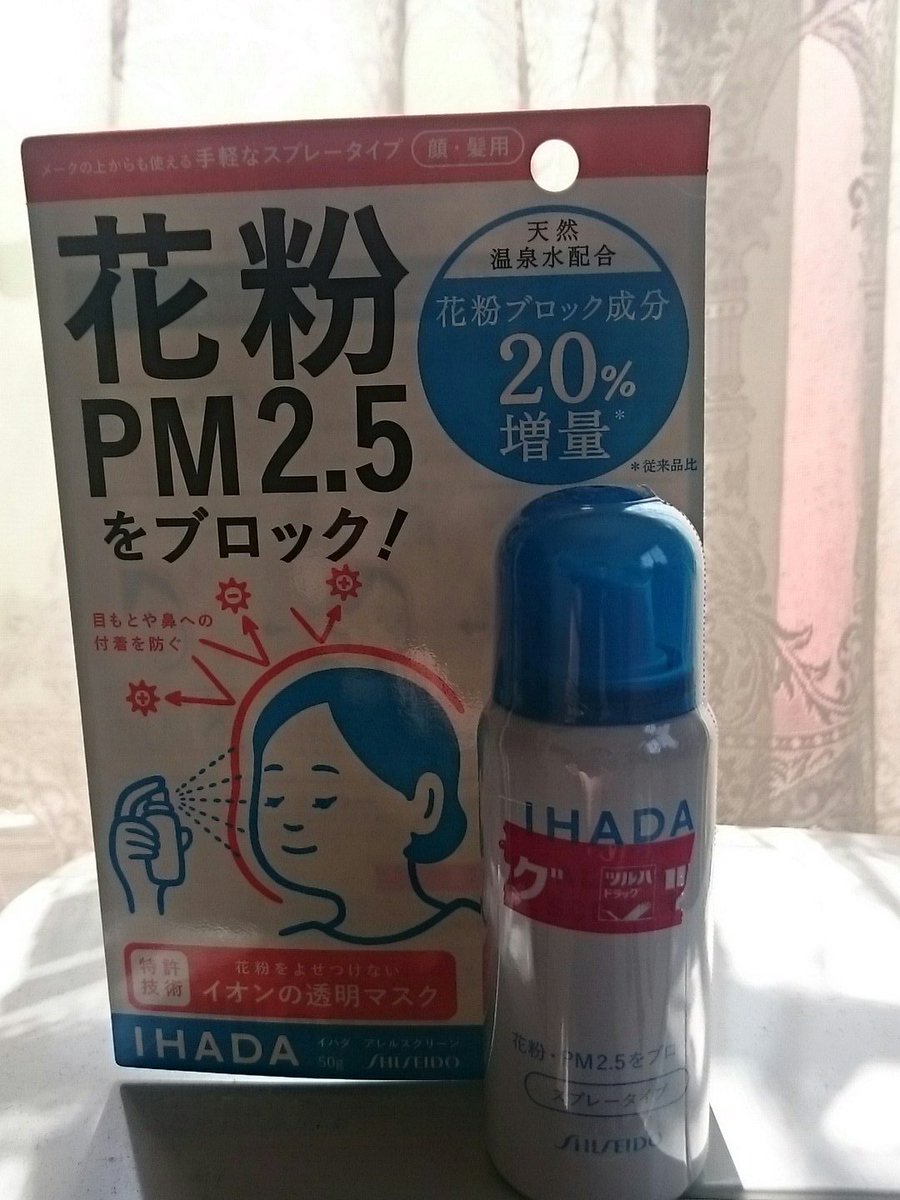 メークの上からも使える 手軽なスプレータイプ 顔・髪用
天然
温泉水配合
花粉ブロック成分
20%
増量*
*従来品比
花粉
PM2.5
をブロック!
目もとや鼻への
付着を防ぐ
特許
技術
花粉をよせつけない
イオンの透明マスク
IHADA
イハダ アレルスクリーン
50g
SHISEIDO
IHADA
グ
ツルハ
ドラッグ
花粉・PM2.5をブロ
スプレータイプ
SHISEIDO